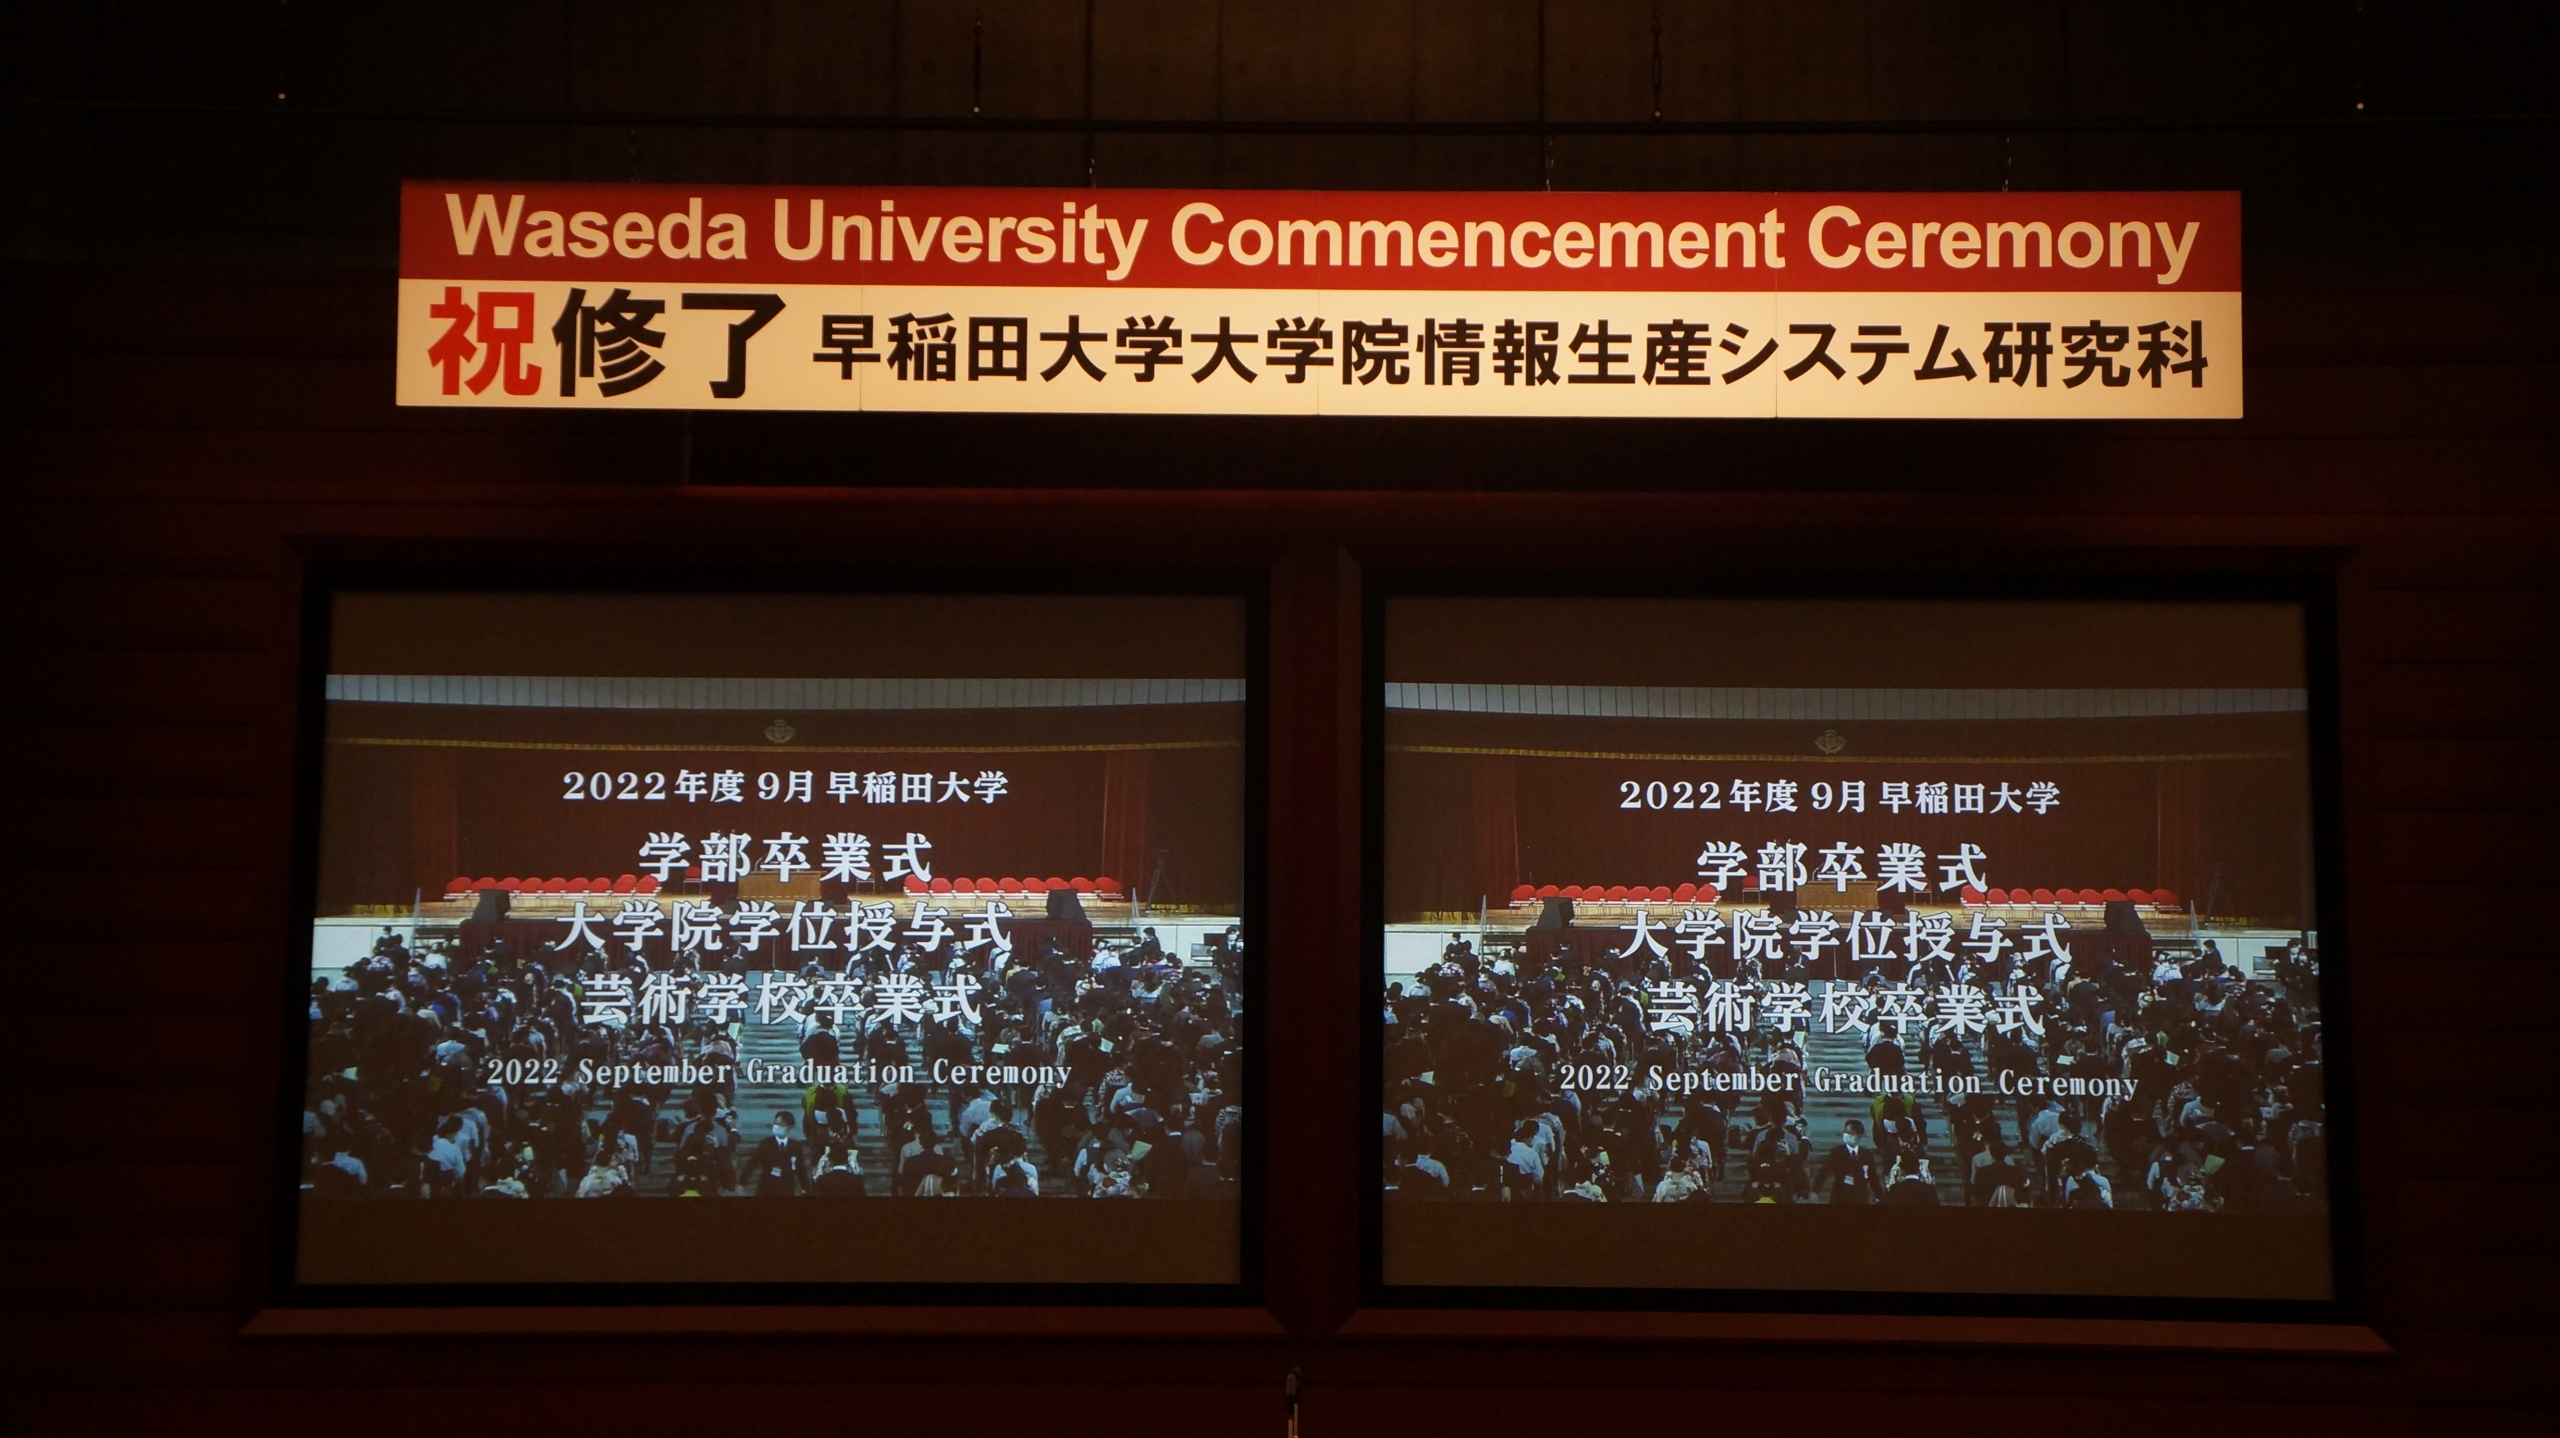 Waseda University Commencement Ceremony
祝修了 早稲田大学大学院情報生産システム研究科
2022年度 9月 早稲田大学
学部卒業式
大学院学位授与式
芸術学校卒業式
2022 September Graduation Ceremony
2022年度 9月 早稲田大学
学部卒業式
大学院学位授与式
芸術学校卒業式
2022 September Graduation Ceremony